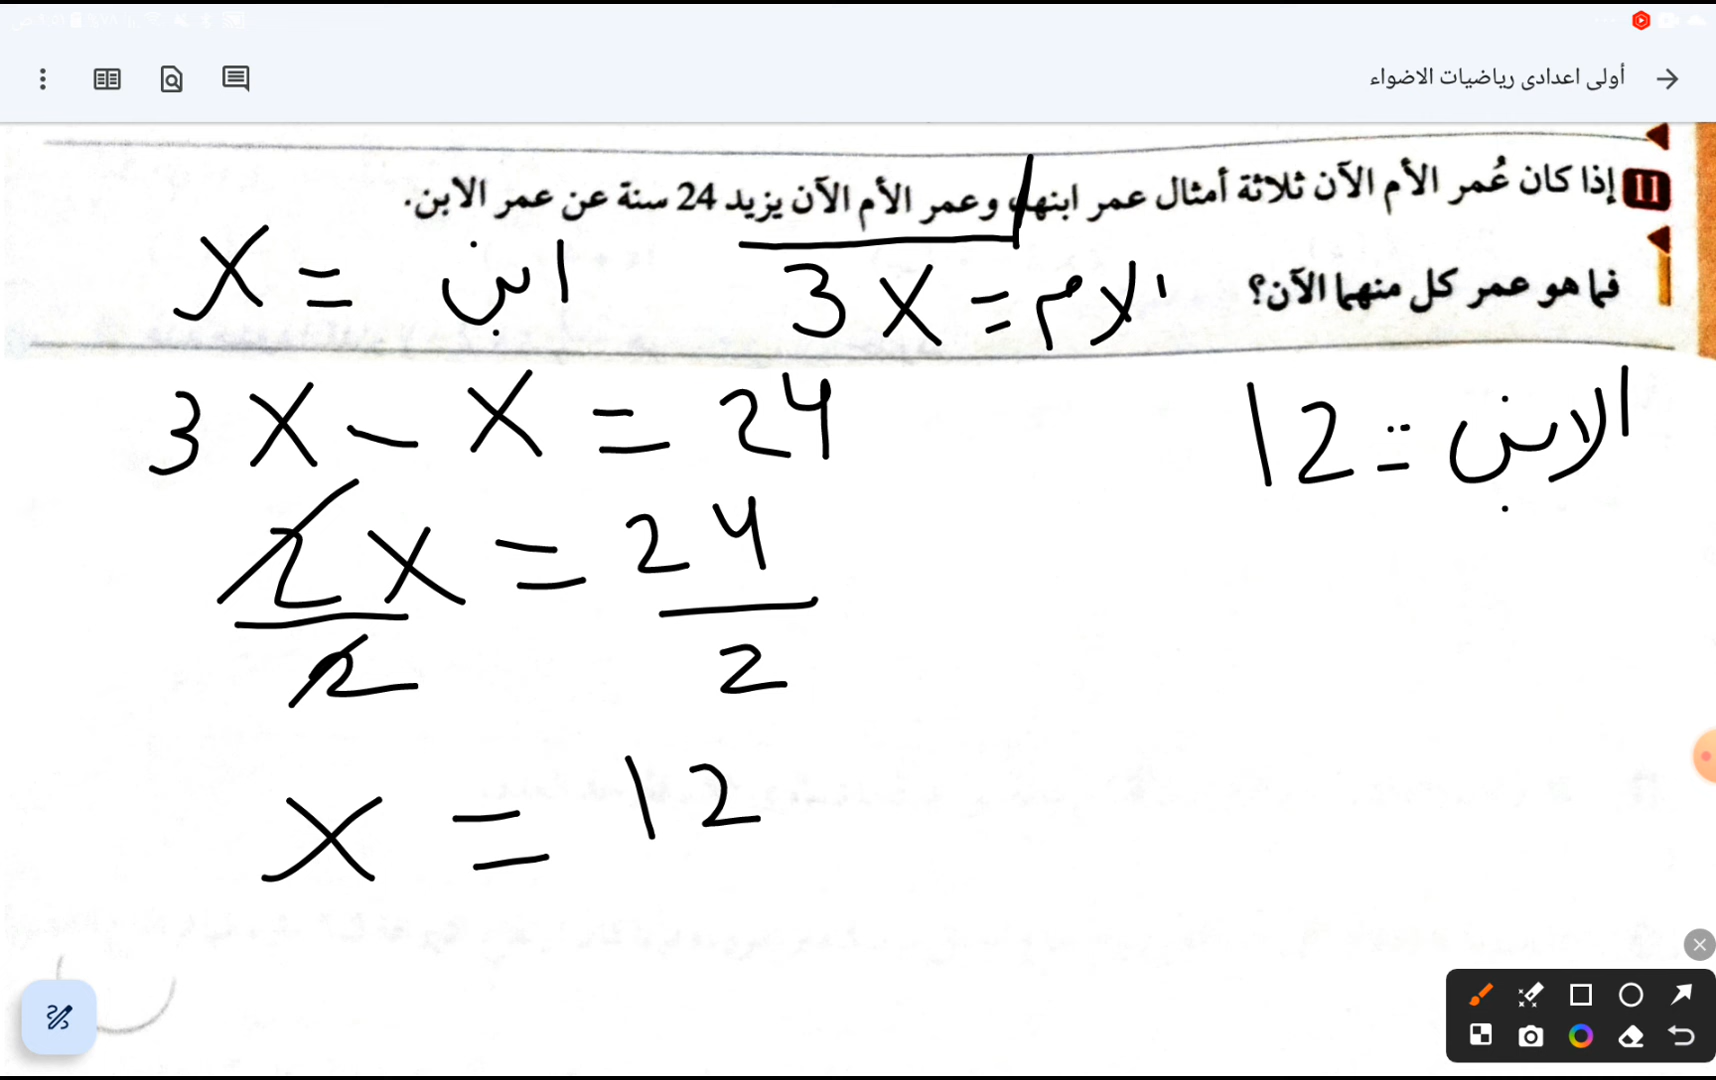 أولى اعدادى رياضيات الاضواء
11 إذا كان عُمر الأم الآن ثلاثة أمثال عمر ابنها، وعمر الأم الآن يزيد 24 سنة عن عمر الابن.
فما هو عمر كل منهما الآن؟
الام = 3X
ابن = X
3X - X = 24
الابن = 12
2X = 24
2 2
X = 12